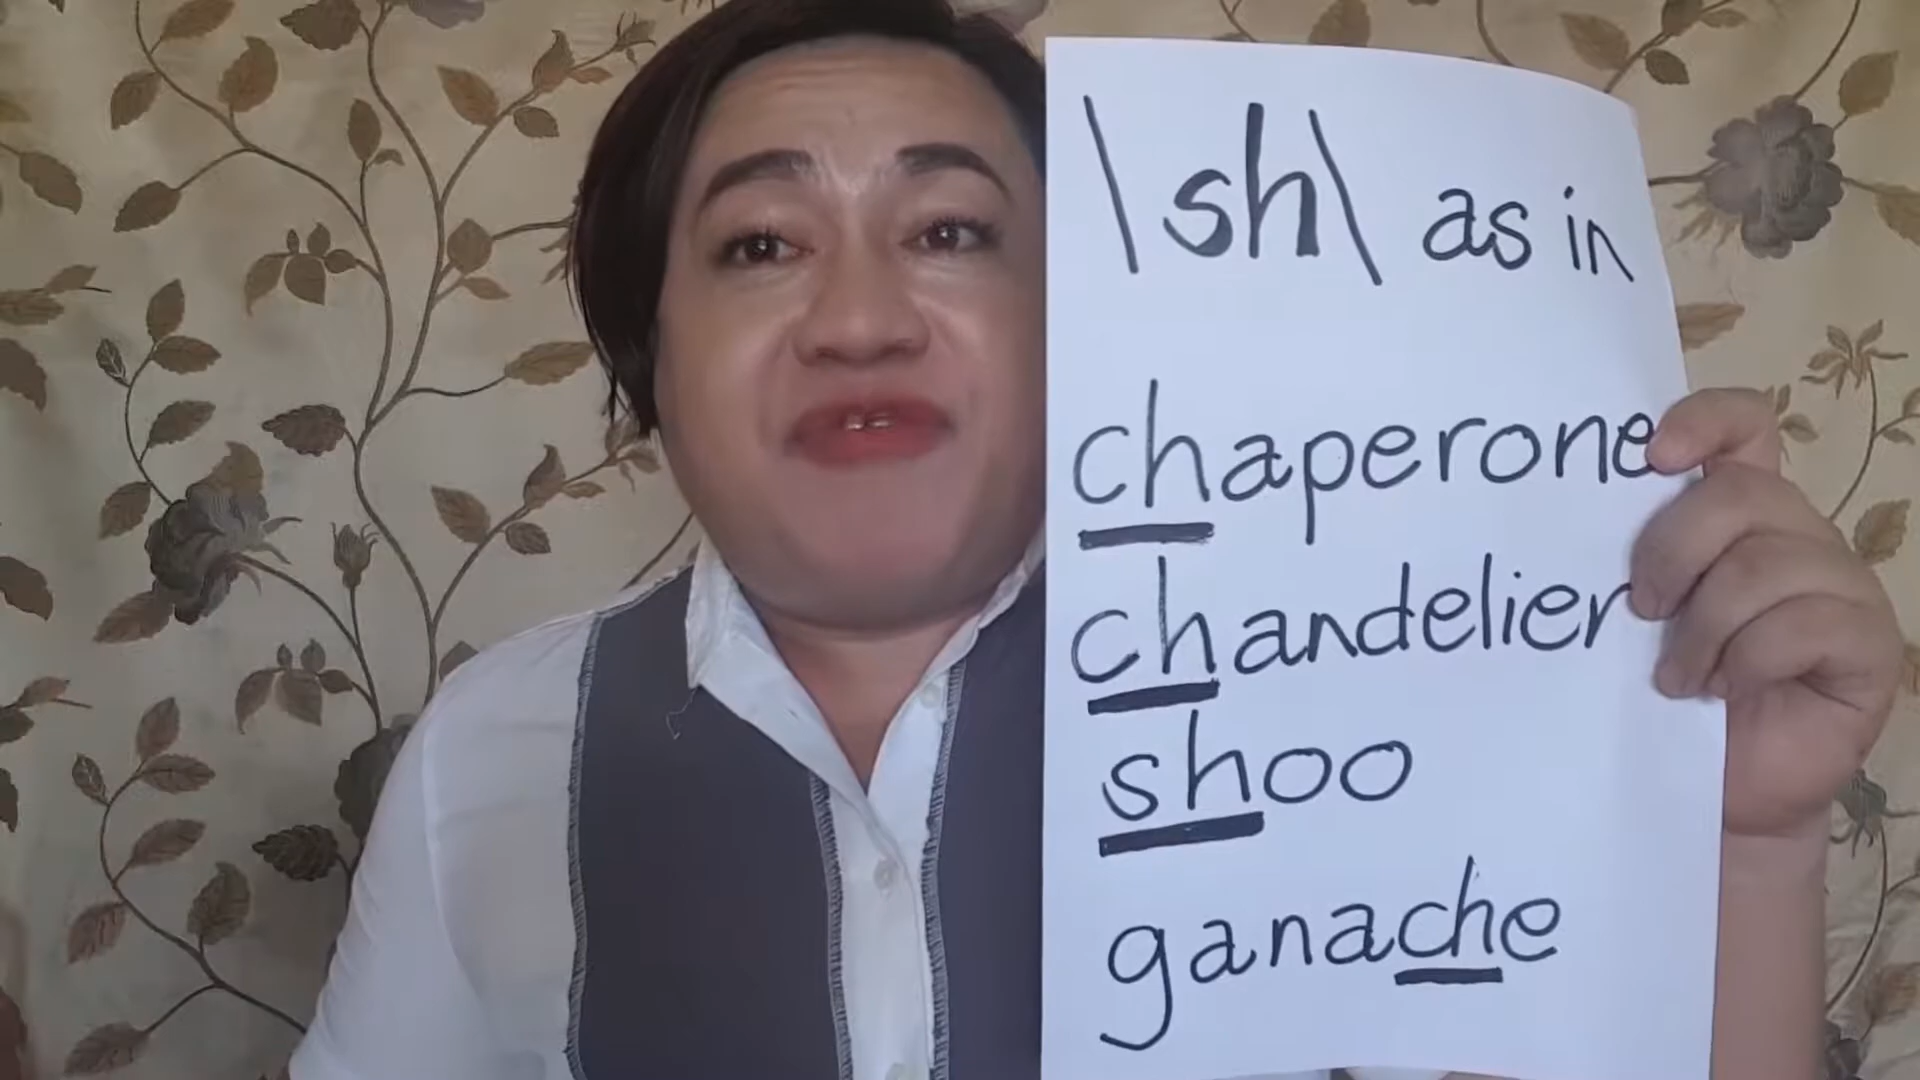 \sh\ as in
chaperone
chandelier
shoo
ganache